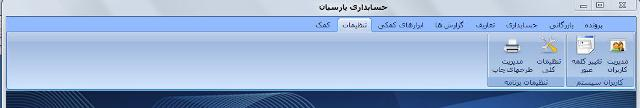 حسابداری پارسیان
پرونده بازرگانی حسابداری تعاریف گزارش ها ابزارهای کمکی تنظیمات کمک
مدیریت کاربران
تغییر کلمه عبور
تنظیمات کلی
مدیریت طرحهای چاپ
کاربران سیستم
تنظیمات برنامه